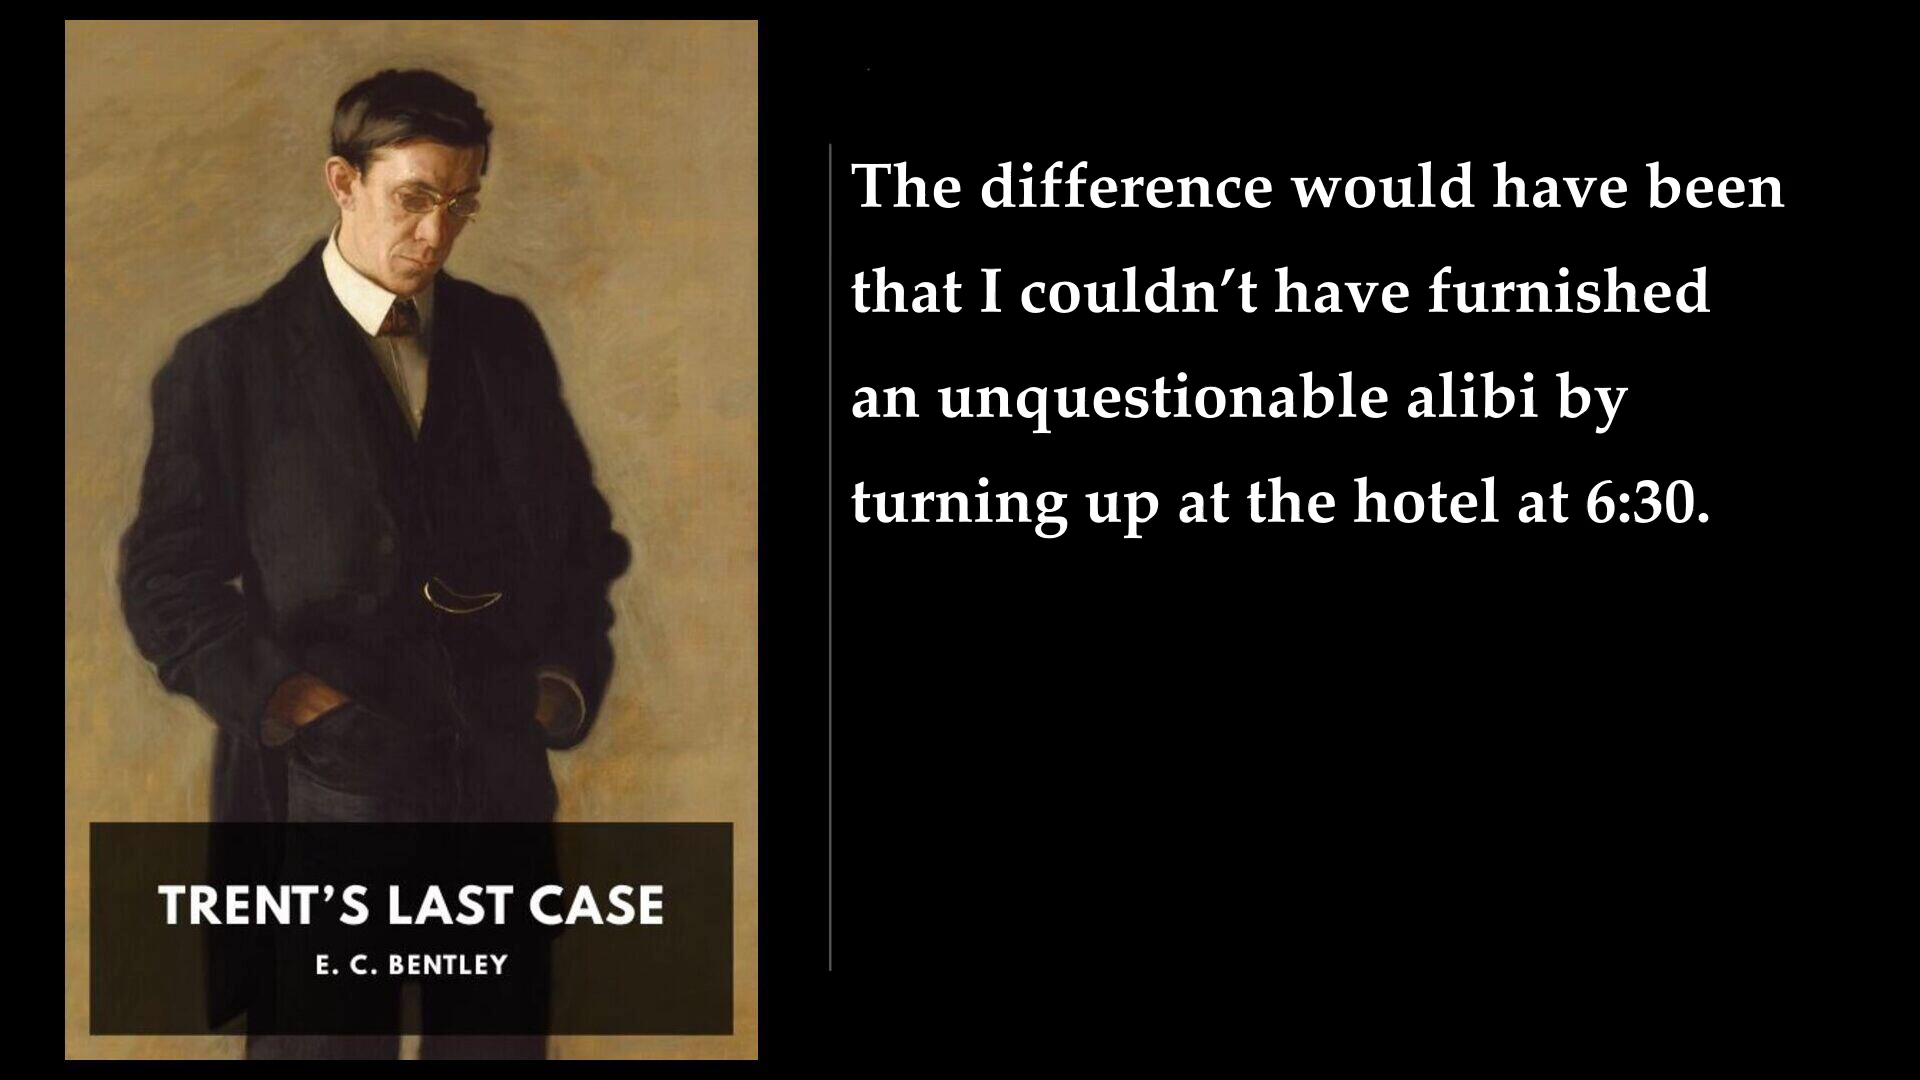 The difference would have been
that I couldn’t have furnished
an unquestionable alibi by
turning up at the hotel at 6:30.
TRENT’S LAST CASE
E. C. BENTLEY